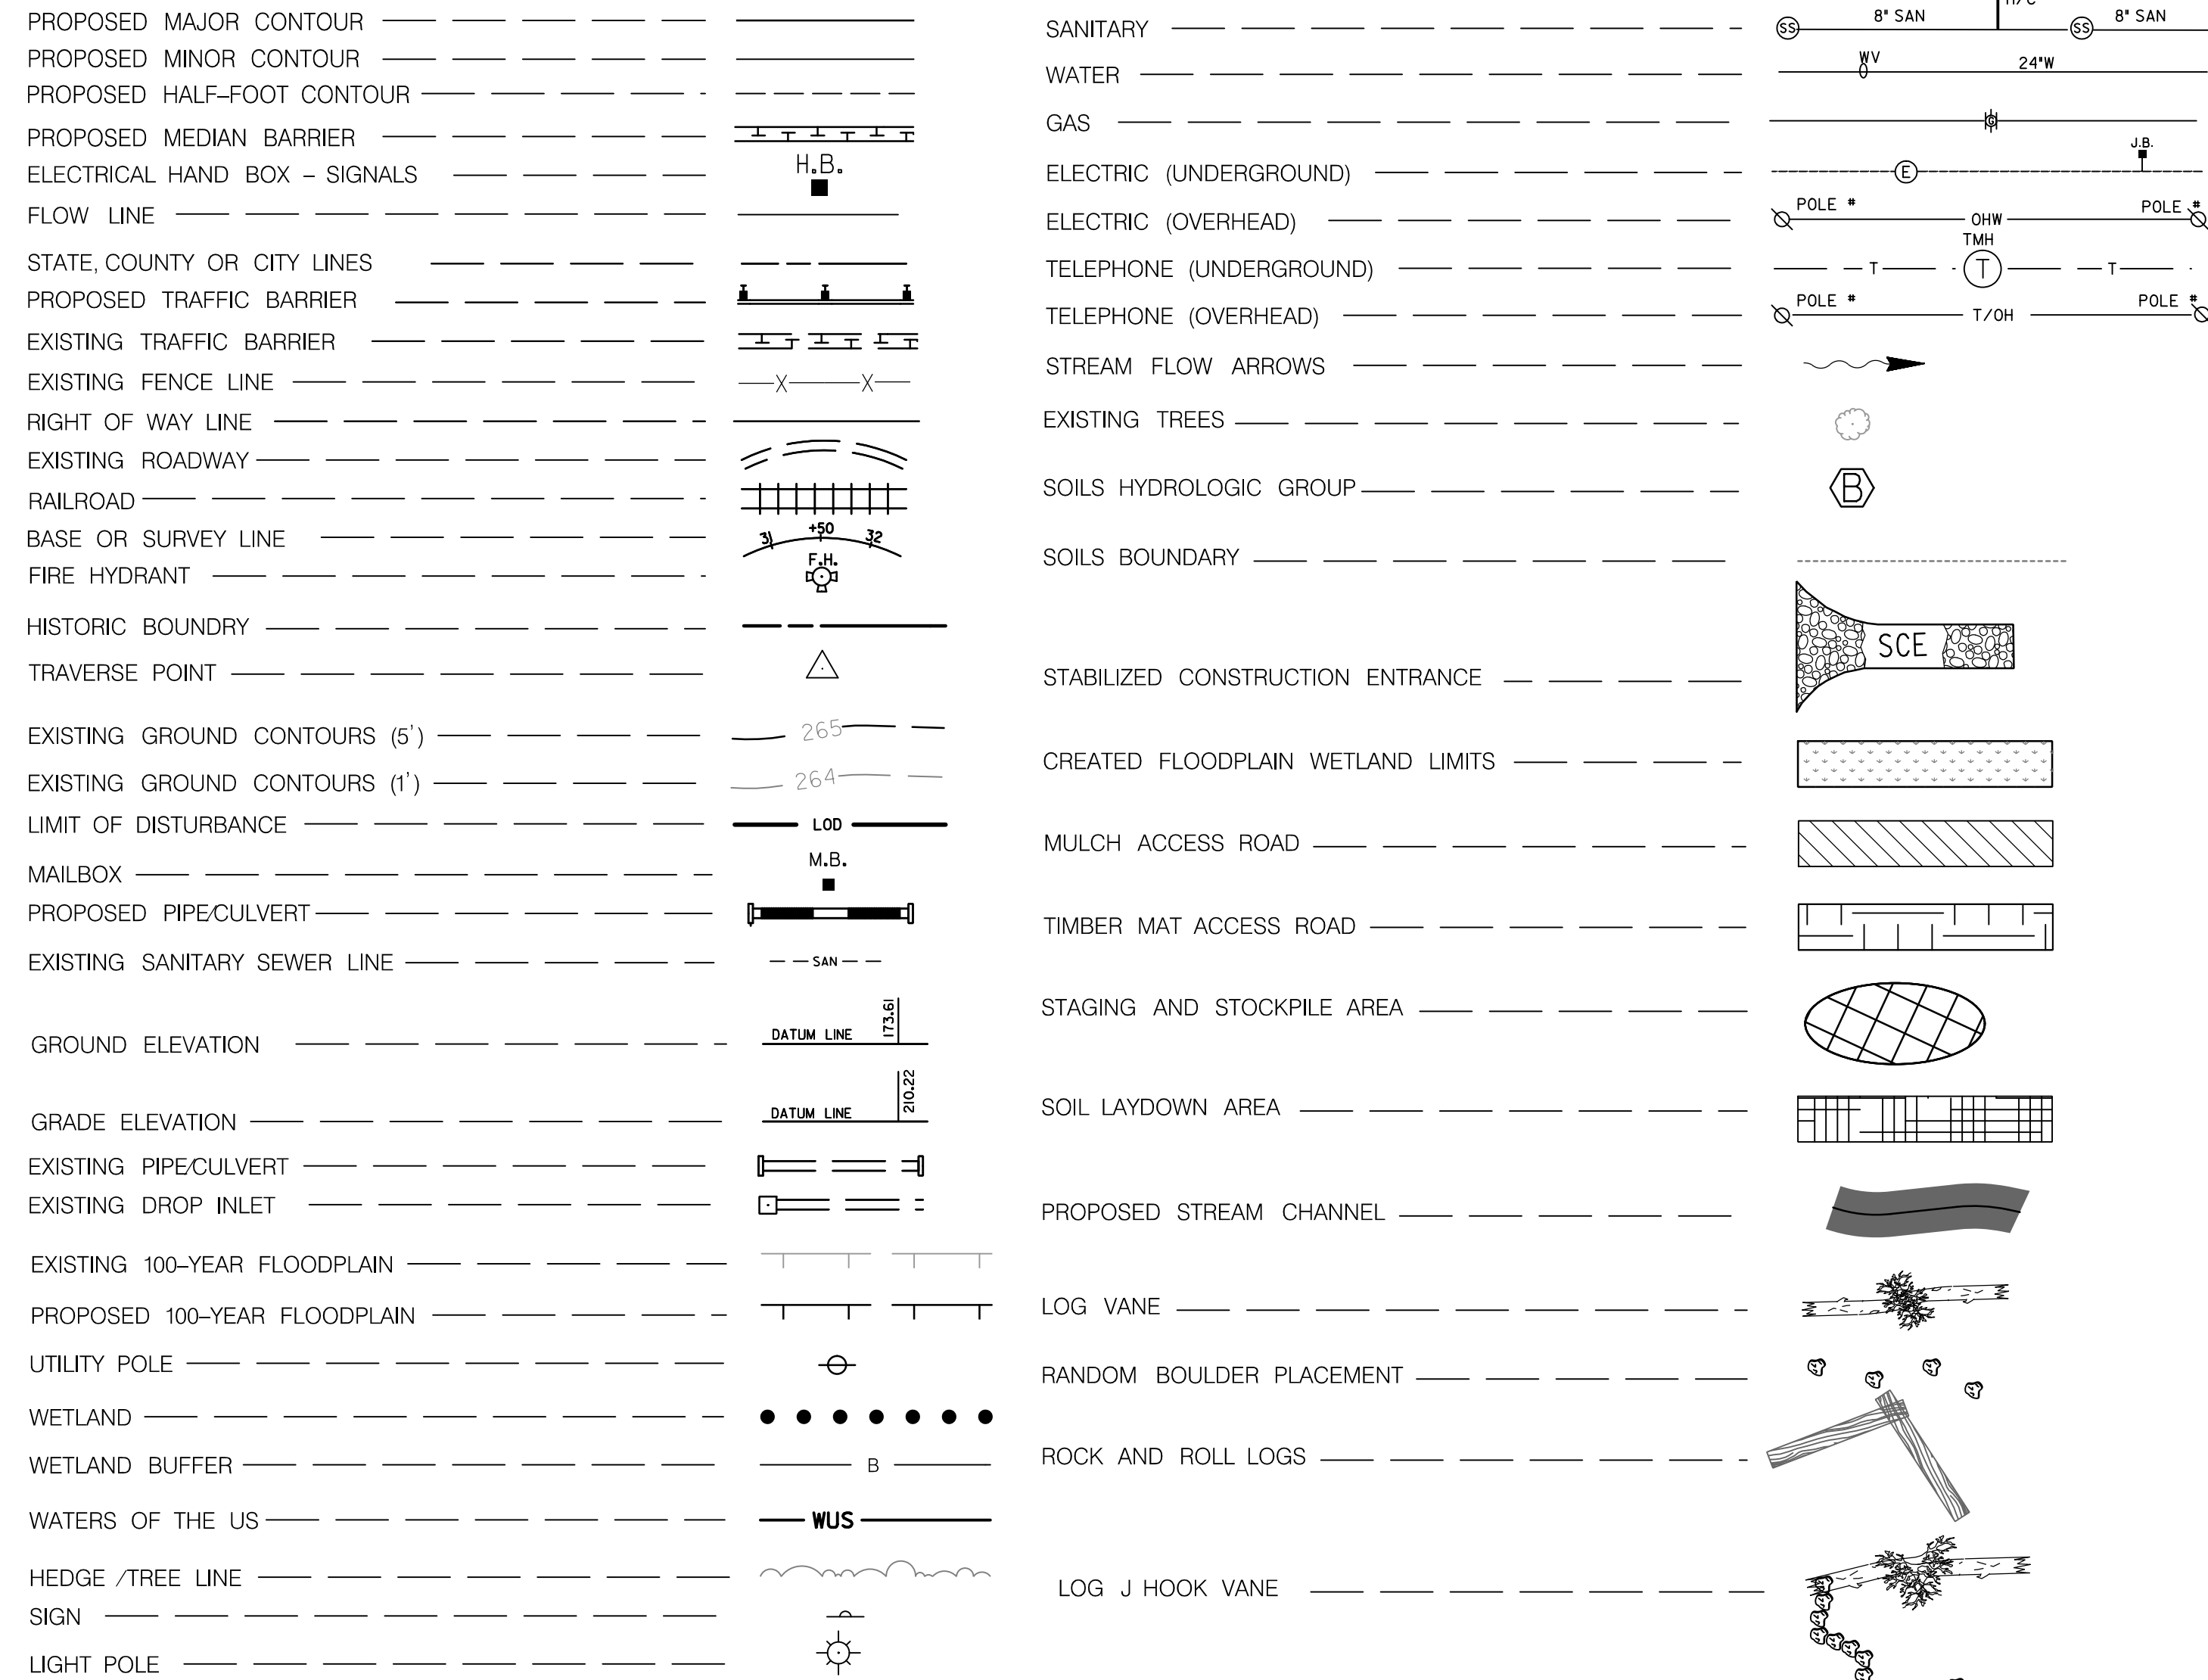 PROPOSED MAJOR CONTOUR
PROPOSED MINOR CONTOUR
PROPOSED HALF-FOOT CONTOUR
PROPOSED MEDIAN BARRIER
ELECTRICAL HAND BOX - SIGNALS H.B.
FLOW LINE
STATE, COUNTY OR CITY LINES
PROPOSED TRAFFIC BARRIER
EXISTING TRAFFIC BARRIER
EXISTING FENCE LINE X X
RIGHT OF WAY LINE
EXISTING ROADWAY
RAILROAD
BASE OR SURVEY LINE 31 +50 32
FIRE HYDRANT F.H.
HISTORIC BOUNDRY
TRAVERSE POINT
EXISTING GROUND CONTOURS (5') 265
EXISTING GROUND CONTOURS (1') 264
LIMIT OF DISTURBANCE LOD
MAILBOX M.B.
PROPOSED PIPE/CULVERT
EXISTING SANITARY SEWER LINE SAN
GROUND ELEVATION DATUM LINE 173.61
GRADE ELEVATION DATUM LINE 210.22
EXISTING PIPE/CULVERT
EXISTING DROP INLET
EXISTING 100-YEAR FLOODPLAIN
PROPOSED 100-YEAR FLOODPLAIN
UTILITY POLE
WETLAND
WETLAND BUFFER B
WATERS OF THE US WUS
HEDGE /TREE LINE
SIGN
LIGHT POLE
SANITARY SS 8" SAN SS 8" SAN
WATER WV 24"W
GAS G
ELECTRIC (UNDERGROUND) E J.B.
ELECTRIC (OVERHEAD) POLE # OHW POLE #
TELEPHONE (UNDERGROUND) T TMH T T
TELEPHONE (OVERHEAD) POLE # T/OH POLE #
STREAM FLOW ARROWS
EXISTING TREES
SOILS HYDROLOGIC GROUP B
SOILS BOUNDARY
STABILIZED CONSTRUCTION ENTRANCE SCE
CREATED FLOODPLAIN WETLAND LIMITS
MULCH ACCESS ROAD
TIMBER MAT ACCESS ROAD
STAGING AND STOCKPILE AREA
SOIL LAYDOWN AREA
PROPOSED STREAM CHANNEL
LOG VANE
RANDOM BOULDER PLACEMENT
ROCK AND ROLL LOGS
LOG J HOOK VANE